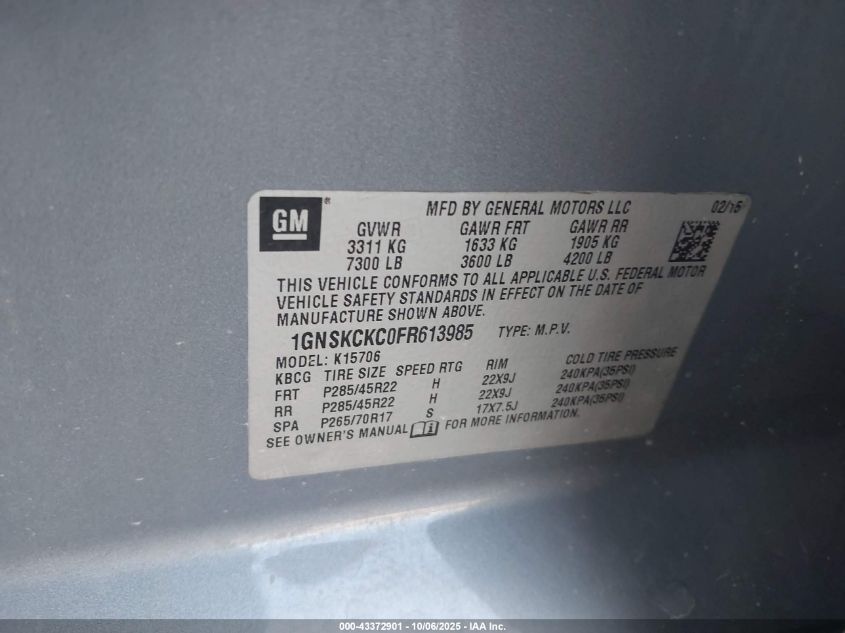 GM®
MFD BY GENERAL MOTORS LLC 02/15
GVWR GAWR FRT GAWR RR
3311 KG 1633 KG 1905 KG
7300 LB 3600 LB 4200 LB
THIS VEHICLE CONFORMS TO ALL APPLICABLE U.S. FEDERAL MOTOR
VEHICLE SAFETY STANDARDS IN EFFECT ON THE DATE OF
MANUFACTURE SHOWN ABOVE.
1GNSKCKC0FR613985 TYPE: M.P.V.
MODEL: K15706
KBCG TIRE SIZE SPEED RTG RIM COLD TIRE PRESSURE
FRT P285/45R22 H 22X9J 240KPA(35PSI)
RR P285/45R22 H 22X9J 240KPA(35PSI)
SPA P265/70R17 S 17X7.5J 240KPA(35PSI)
SEE OWNER'S MANUAL FOR MORE INFORMATION.
000-43372901 - 10/06/2025 - IAA Inc.